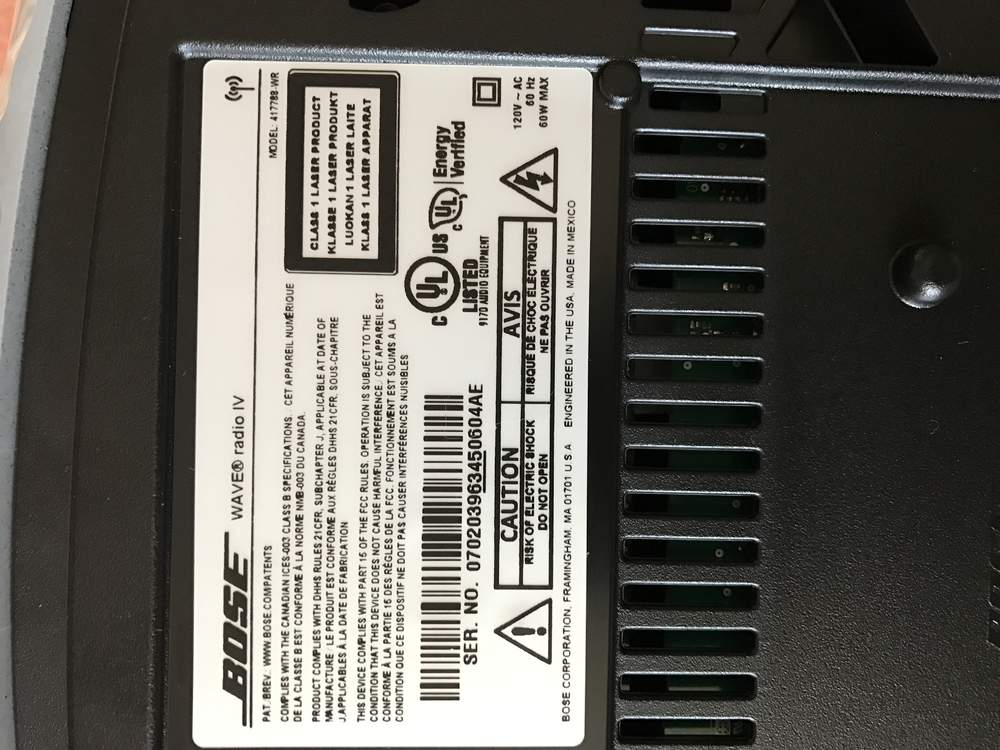 BOSE WAVE® radio IV
PAT. BREV.: WWW.BOSE.COM/PATENTS
MODEL: 417788-WR
COMPLIES WITH THE CANADIAN ICES-003 CLASS B SPECIFICATIONS. CET APPAREIL NUMÉRIQUE
DE LA CLASSE B EST CONFORME À LA NORME NMB-003 DU CANADA.
PRODUCT COMPLIES WITH DHHS RULES 21CFR, SUBCHAPTER J, APPLICABLE AT DATE OF
MANUFACTURE / LE PRODUIT EST CONFORME AUX RÈGLES DHHS 21CFR, SOUS-CHAPITRE
J, APPLICABLES À LA DATE DE FABRICATION
THIS DEVICE COMPLIES WITH PART 15 OF THE FCC RULES. OPERATION IS SUBJECT TO THE
CONDITION THAT THIS DEVICE DOES NOT CAUSE HARMFUL INTERFERENCE. CET APPAREIL EST
CONFORME À LA PARTIE 15 DES RÈGLES DE LA FCC. FONCTIONNEMENT EST SOUMIS À LA
CONDITION QUE CE DISPOSITIF NE DOIT PAS CAUSER INTERFÉRENCES NUISIBLES
CLASS 1 LASER PRODUCT
KLASSE 1 LASER PRODUKT
LUOKAN 1 LASER LAITE
KLASS 1 LASER APPARAT
SER. NO. 070203963450604AE
C UL US
LISTED
9170 AUDIO EQUIPMENT
C UL
Energy
Verified
CAUTION
RISK OF ELECTRIC SHOCK
DO NOT OPEN
AVIS
RISQUE DE CHOC ÉLECTRIQUE
NE PAS OUVRIR
120V ~ AC
60 Hz
60W MAX
BOSE CORPORATION, FRAMINGHAM, MA 01701 U.S.A ENGINEERED IN THE USA, MADE IN MEXICO